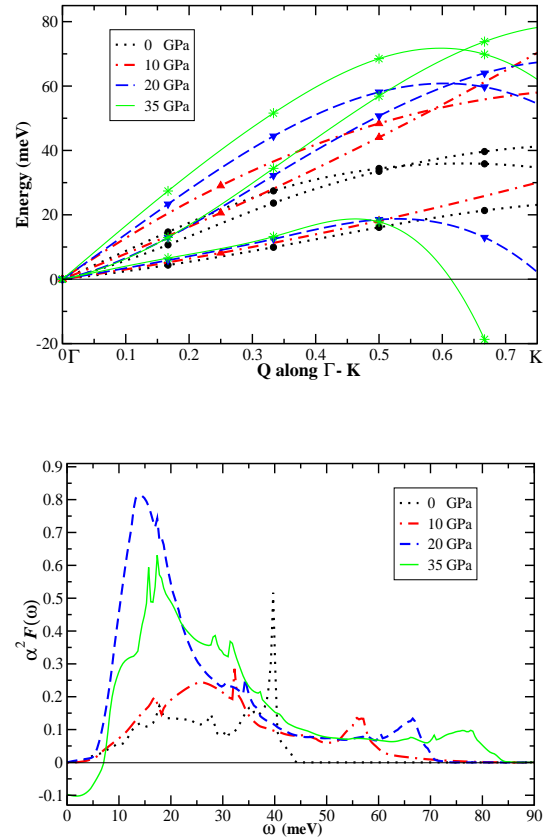 80
60
40
20
0
-20
Energy (meV)
0 GPa
10 GPa
20 GPa
35 GPa
0 Γ 0.1 0.2 0.3 0.4 0.5 0.6 0.7 K
Q along Γ - K
0.9
0.8
0.7
0.6
0.5
0.4
0.3
0.2
0.1
0
-0.1
α² F(ω)
0 GPa
10 GPa
20 GPa
35 GPa
0 10 20 30 40 50 60 70 80 90
ω (meV)